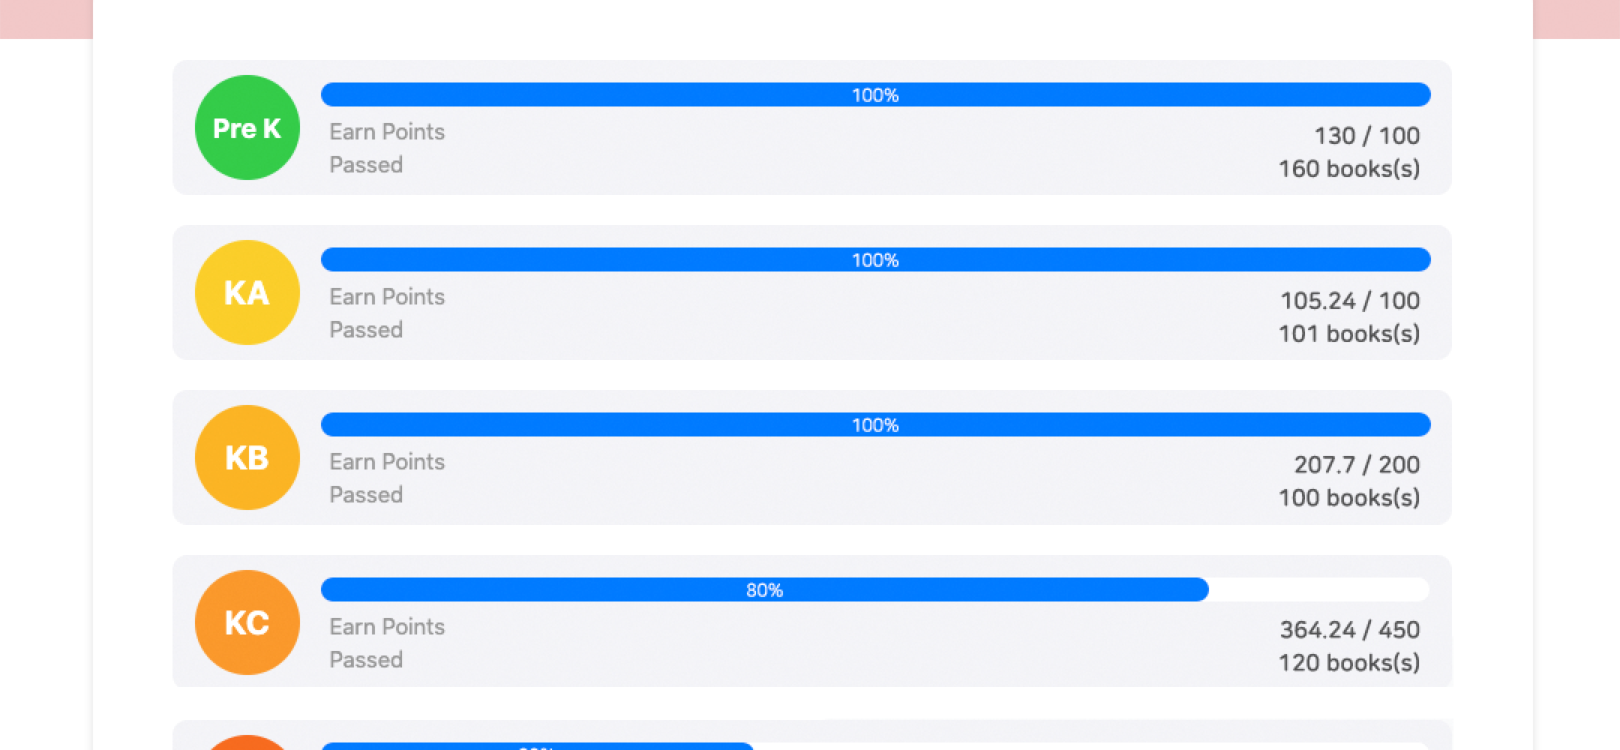 100%
Pre K
Earn Points
130 / 100
Passed
160 books(s)
100%
KA
Earn Points
105.24 / 100
Passed
101 books(s)
100%
KB
Earn Points
207.7 / 200
Passed
100 books(s)
80%
KC
Earn Points
364.24 / 450
Passed
120 books(s)